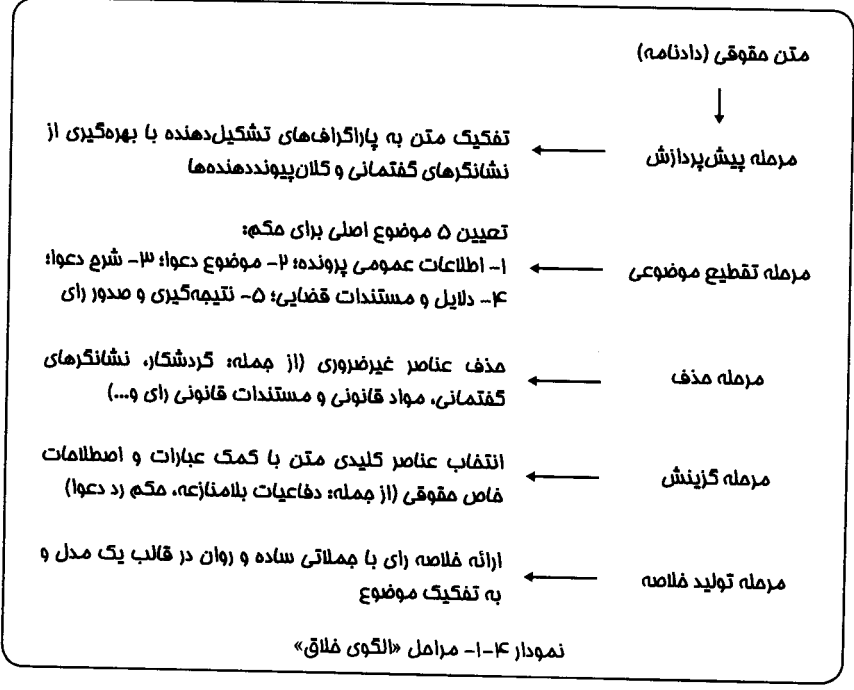 متن حقوقی (دادنامه)
مرحله پیش‌پردازش
تفکیک متن به پاراگراف‌های تشکیل‌دهنده با بهره‌گیری از
نشانگرهای گفتمانی و کلان‌پیونددهنده‌ها
مرحله تقطیع موضوعی
تعیین ۵ موضوع اصلی برای حکم:
۱- اطلاعات عمومی پرونده؛ ۲- موضوع دعوا؛ ۳- شرح دعوا؛
۴- دلایل و مستندات قضایی؛ ۵- نتیجه‌گیری و صدور رای
مرحله حذف
حذف عناصر غیرضروری (از جمله: گردشکار، نشانگرهای
گفتمانی، مواد قانونی و مستندات قانونی رای و...)
مرحله گزینش
انتخاب عناصر کلیدی متن با کمک عبارات و اصطلاحات
خاص حقوقی (از جمله: دفاعیات بلامنازعه، حکم رد دعوا)
مرحله تولید خلاصه
ارائه خلاصه رای با جملاتی ساده و روان در قالب یک مدل و
به تفکیک موضوع
نمودار ۴-۱- مراحل «الگوی خلاق»